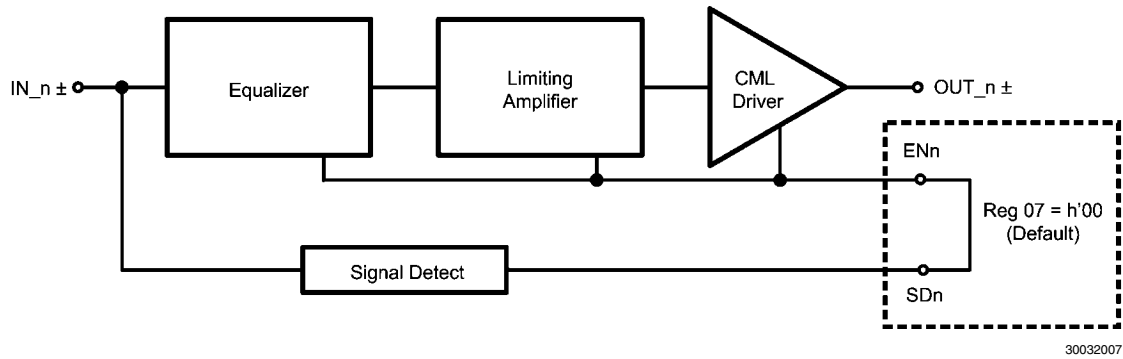 IN_n ±
Equalizer
Limiting
Amplifier
CML
Driver
OUT_n ±
ENn
Reg 07 = h'00
(Default)
Signal Detect
SDn
30032007